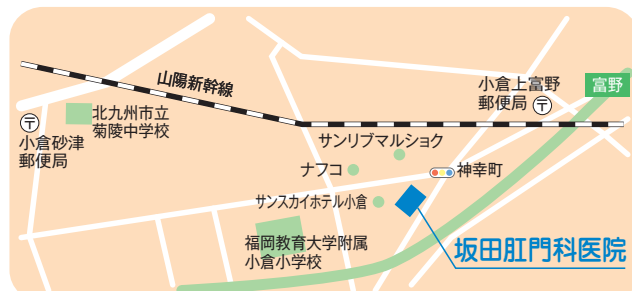 山陽新幹線
小倉上富野
郵便局
富野
北九州市立
菊陵中学校
小倉砂津
郵便局
サンリブマルショク
ナフコ
神幸町
サンスカイホテル小倉
福岡教育大学附属
小倉小学校
坂田肛門科医院